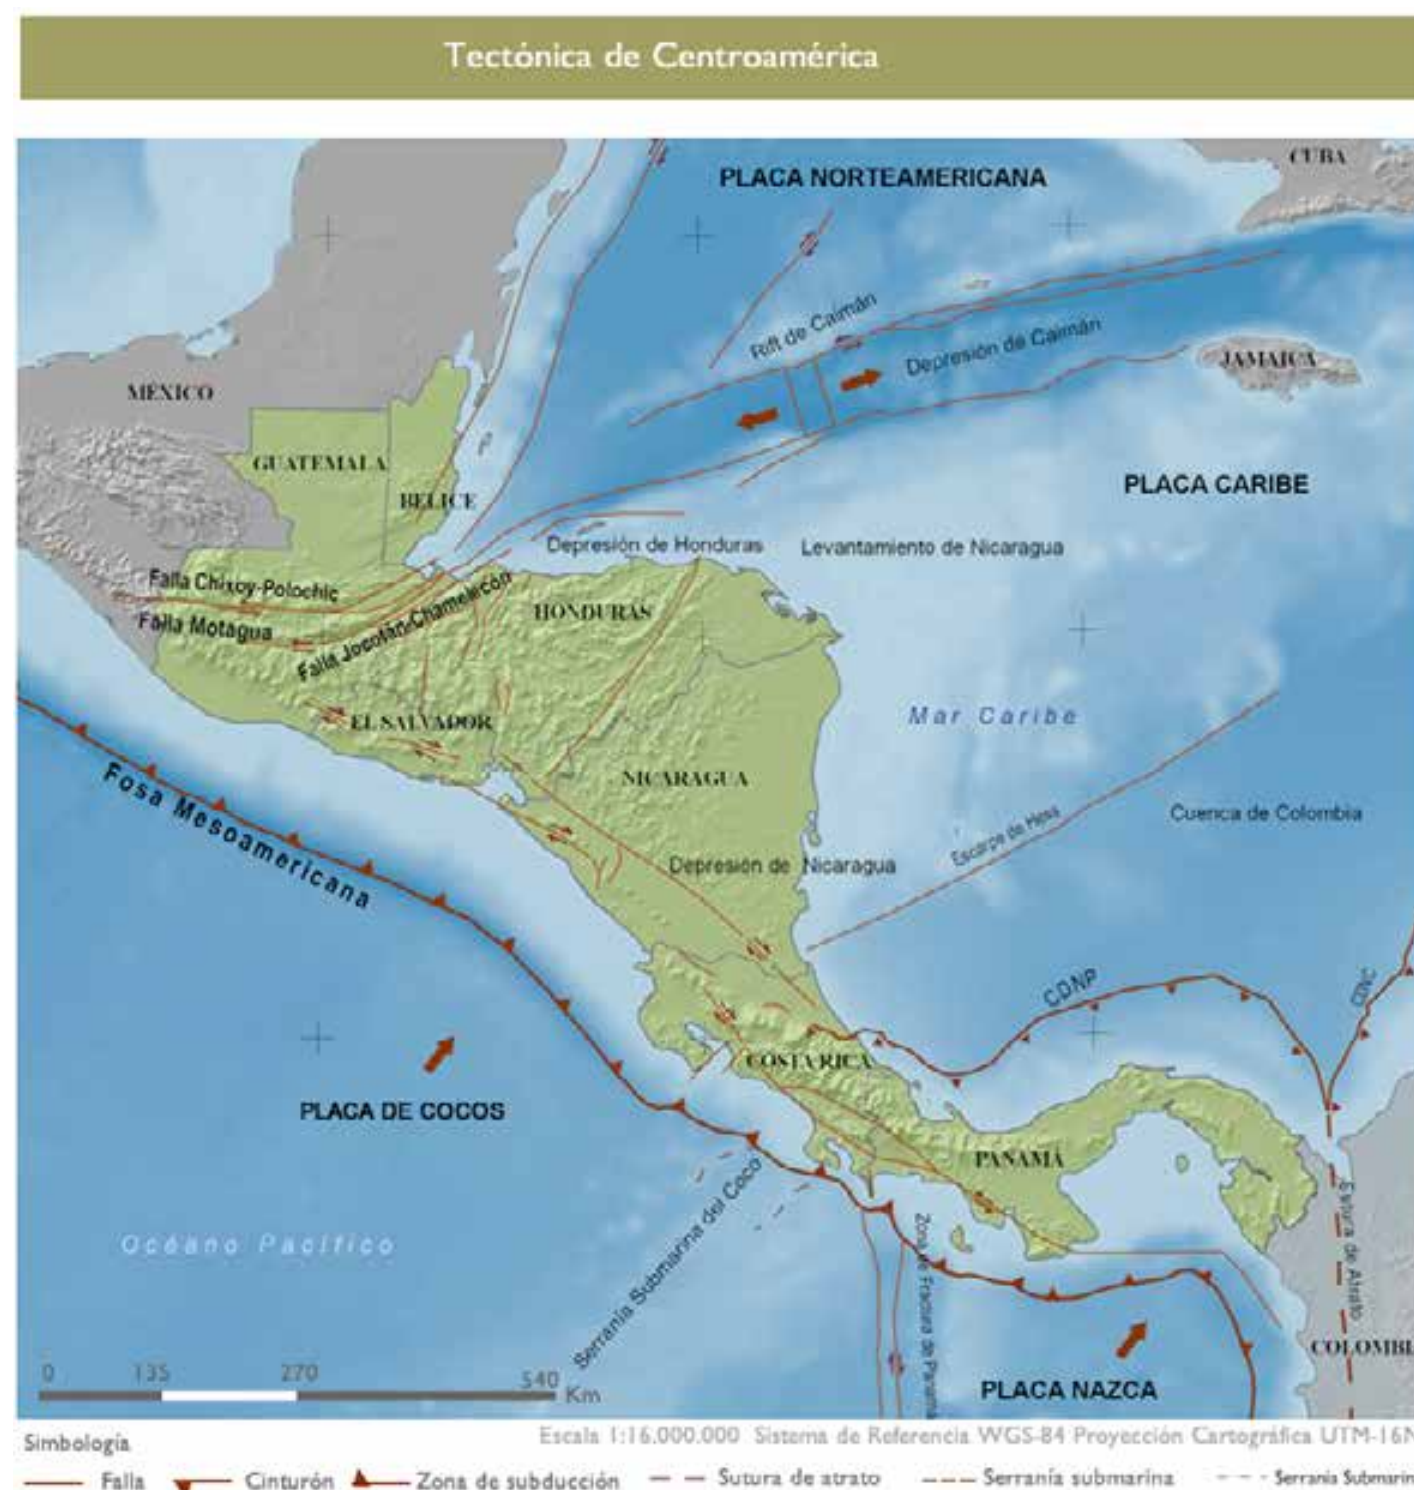 Tectónica de Centroamérica
CUBA
PLACA NORTEAMERICANA
Rift de Caimán
Depresión de Caimán
JAMAICA
MEXICO
GUATEMALA
BELICE
PLACA CARIBE
Depresión de Honduras
Levantamiento de Nicaragua
Falla Chixoy-Polochic
Falla Motagua
Falla Jocotán-Chamelecón
HONDURAS
EL SALVADOR
Mar Caribe
NICARAGUA
Fosa Mesoamericana
Escarpe de Hess
Cuenca de Colombia
Depresión de Nicaragua
CDNP
COSTA RICA
PLACA DE COCOS
PANAMÁ
Serranía Submarina del Coco
Océano Pacífico
Zona de Fractura de Panamá
Sutura de Atrato
COLOMBI
PLACA NAZCA
0 135 270 540 Km
Simbología
Escala 1:16.000.000 Sistema de Referencia WGS-84 Proyección Cartográfica UTM-16N
Falla Cinturón Zona de subducción Sutura de atrato Serranía submarina Serranía Submarin